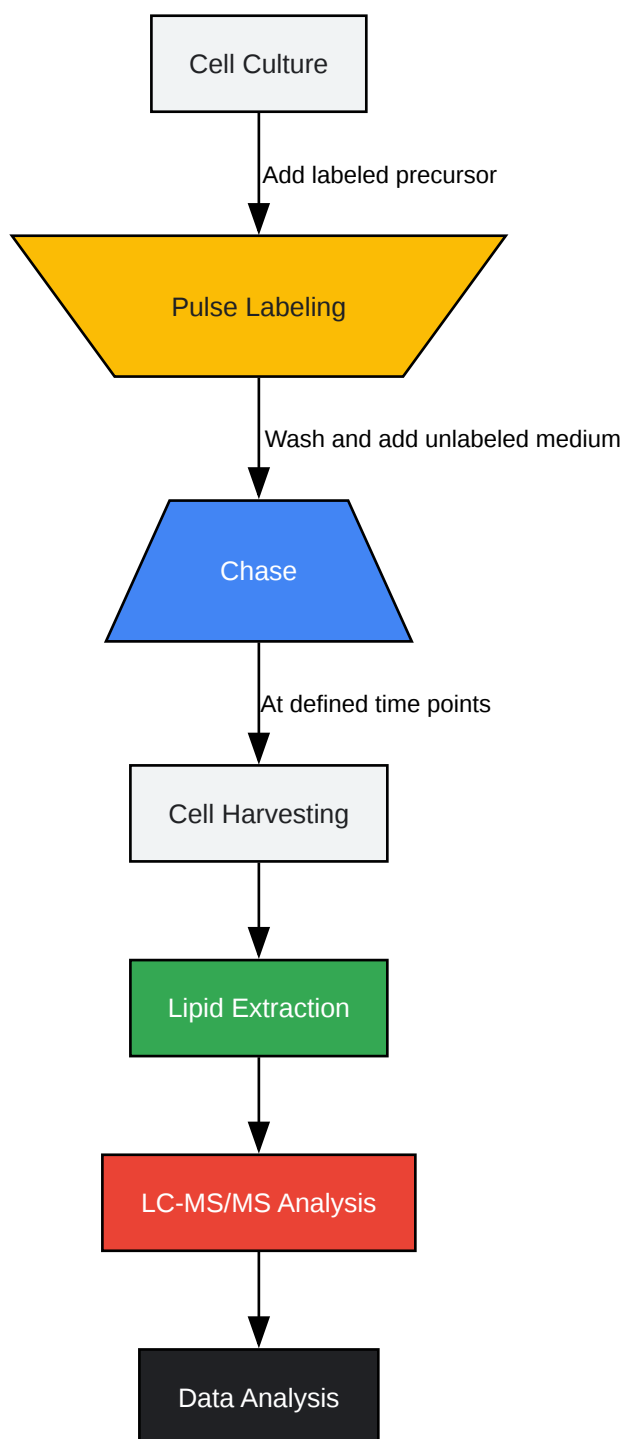 Cell Culture
Add labeled precursor
Pulse Labeling
Wash and add unlabeled medium
Chase
At defined time points
Cell Harvesting
Lipid Extraction
LC-MS/MS Analysis
Data Analysis